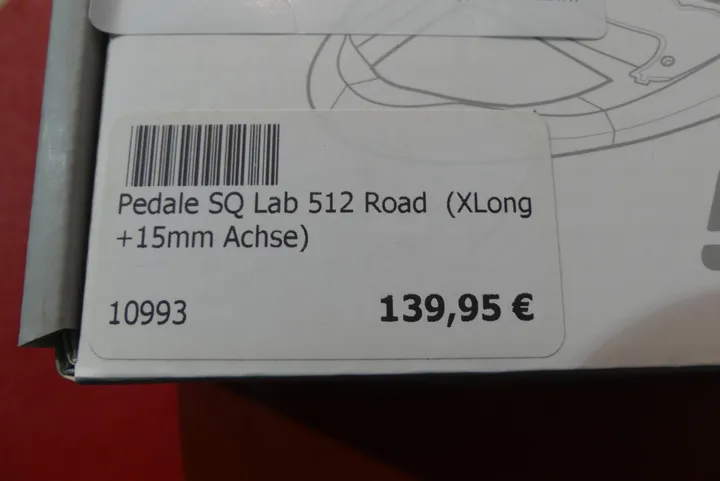 Pedale SQ Lab 512 Road (XLong
+15mm Achse)
10993 139,95 €